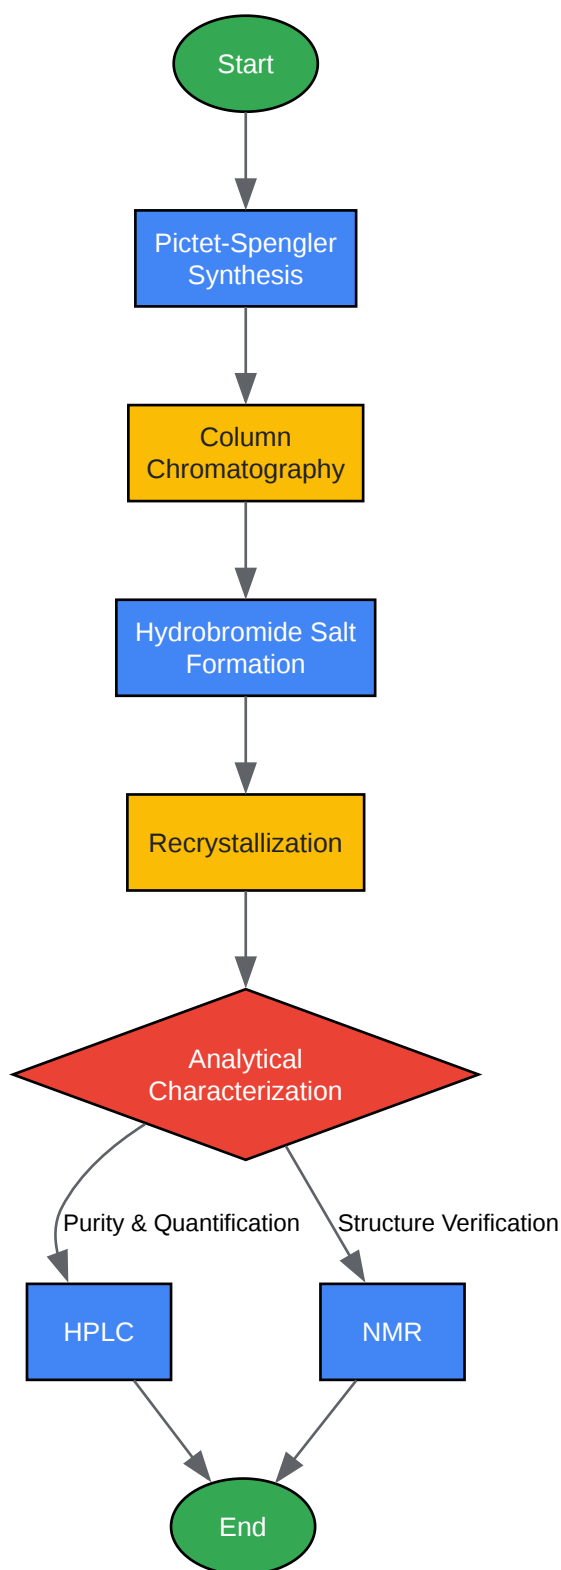 Start
Pictet-Spengler
Synthesis
Column
Chromatography
Hydrobromide Salt
Formation
Recrystallization
Analytical
Characterization
Purity & Quantification
Structure Verification
HPLC
NMR
End